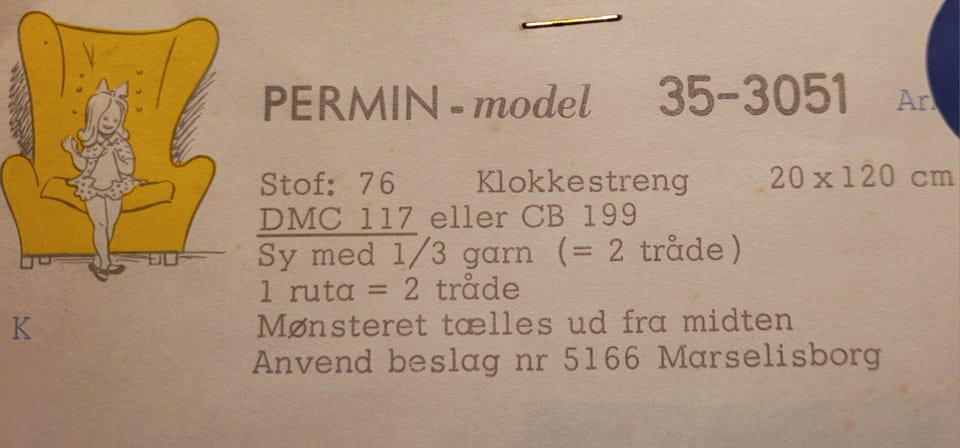 PERMIN - model 35-3051
Stof: 76 Klokkestreng 20 x 120 cm
DMC 117 eller CB 199
Sy med 1/3 garn (= 2 tråde)
1 ruta = 2 tråde
K
Mønsteret tælles ud fra midten
Anvend beslag nr 5166 Marselisborg